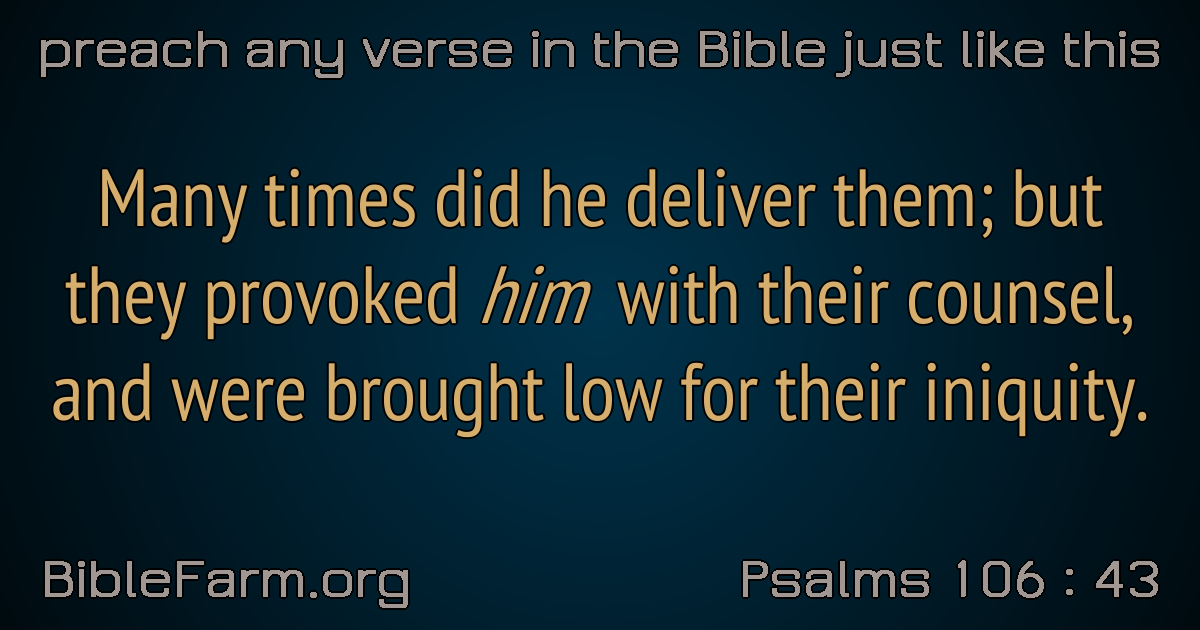 preach any verse in the Bible just like this
Many times did he deliver them; but
they provoked him with their counsel,
and were brought low for their iniquity.
BibleFarm.org
Psalms 106 : 43